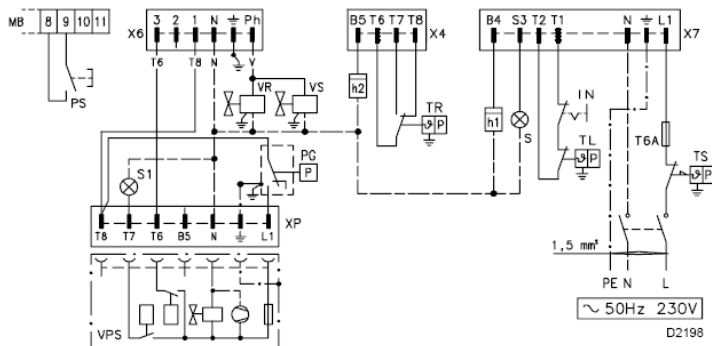 MB 8 9 10 11
X6 3 2 1 N Ph
T6 T8 N V
B5 T6 T7 T8 X4
B4 S3 T2 T1 N L1 X7
PS
VR VS
h2
TR
ϑ P
h1
S
IN
TL
ϑ P
T6A
TS
ϑ P
S1
PG
P
XP
T8 T7 T6 B5 N L1
VPS
1,5 mm²
PE N L
~ 50Hz 230V
D2198